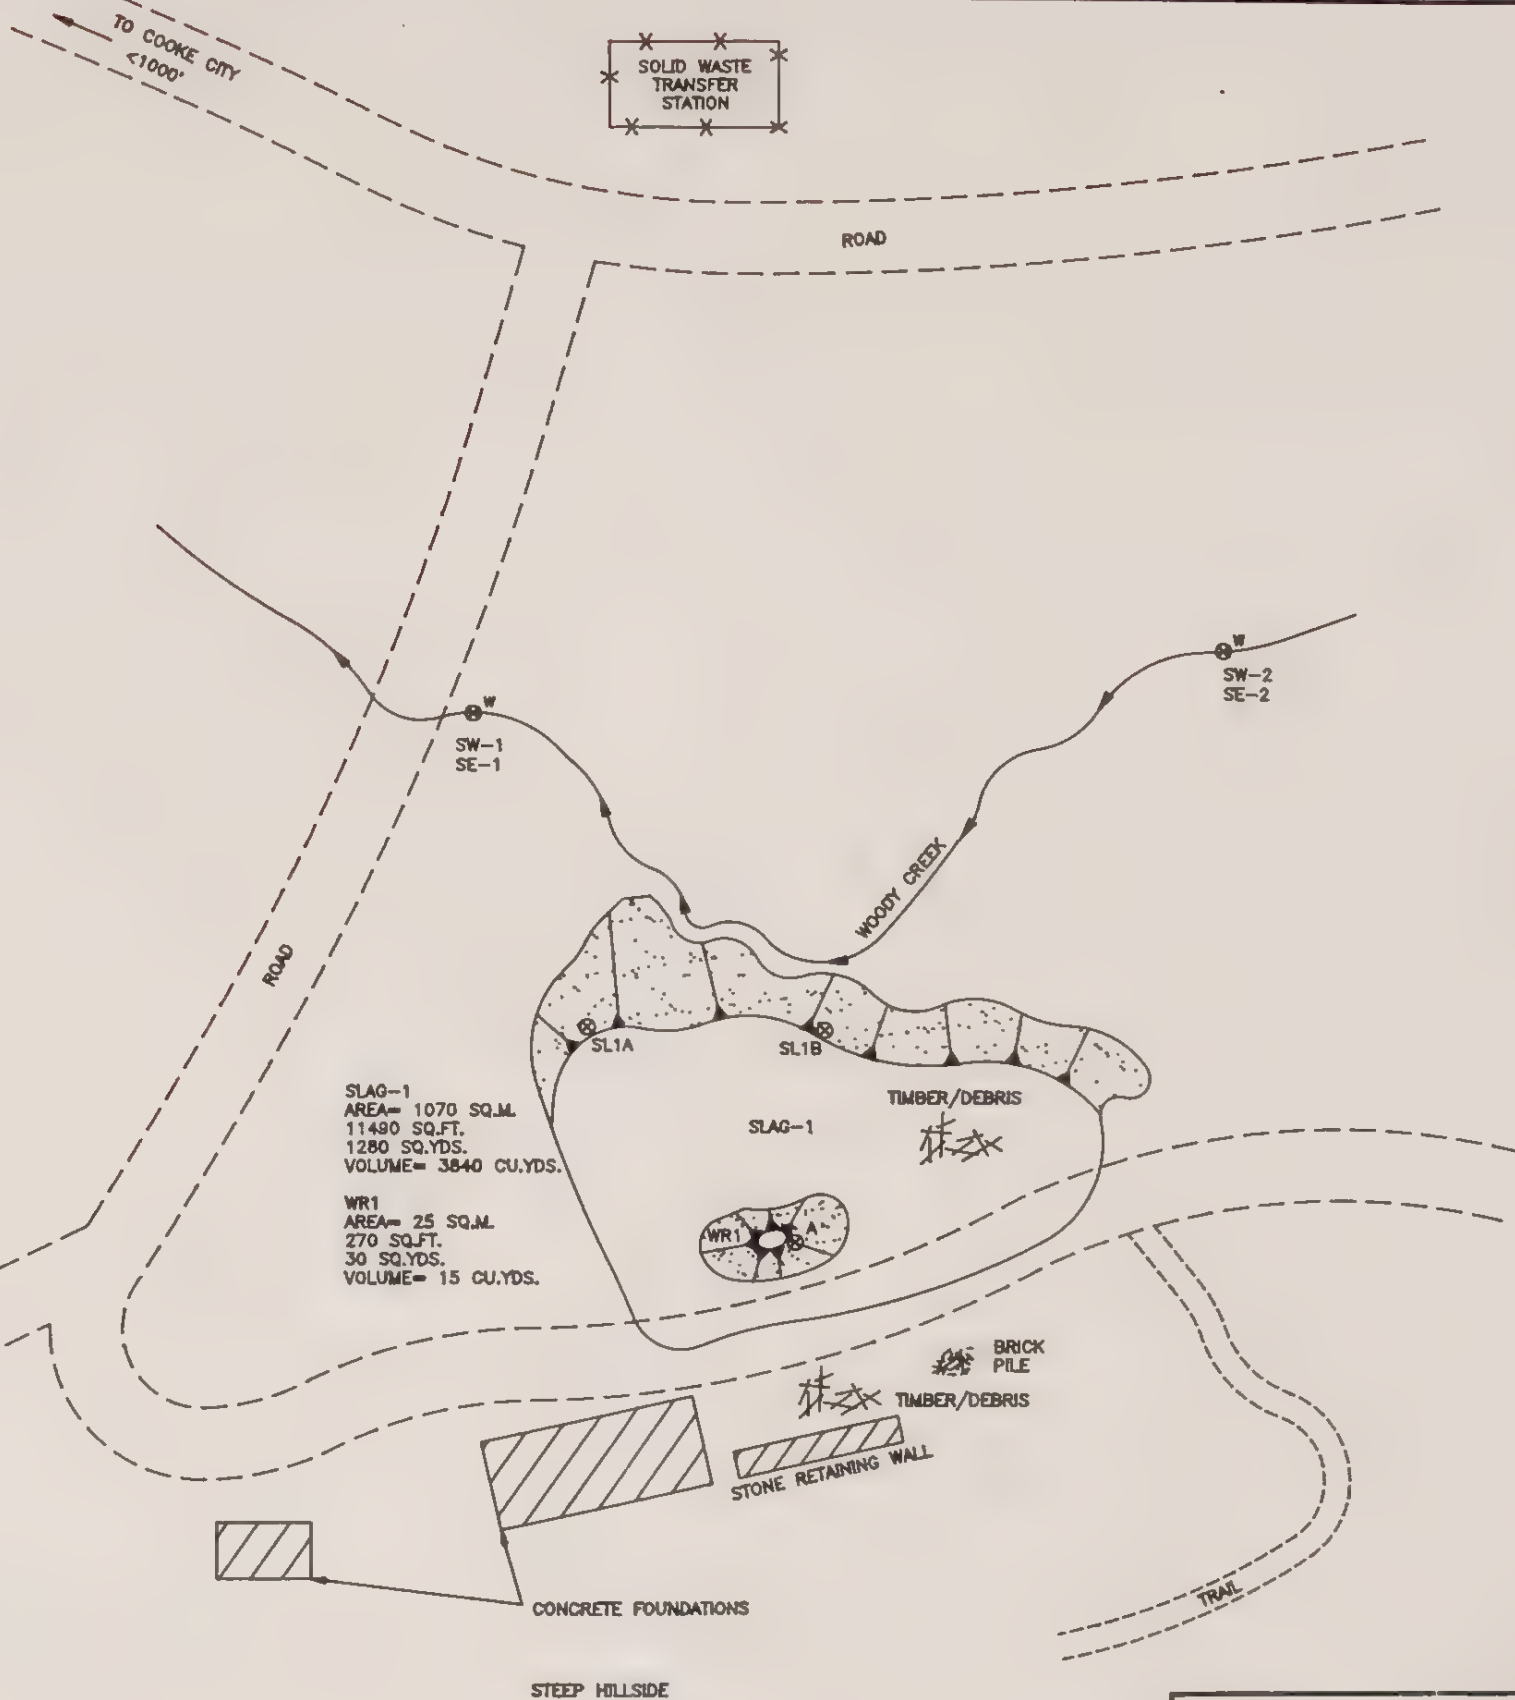 TO COOKE CITY
<1000'
SOLID WASTE
TRANSFER
STATION
ROAD
W
SW-2
SE-2
W
SW-1
SE-1
WOODY CREEK
ROAD
SL1A
SL1B
SLAG-1
AREA= 1070 SQ.M.
11490 SQ.FT.
1280 SQ.YDS.
VOLUME= 3840 CU.YDS.
TIMBER/DEBRIS
SLAG-1
WR1
AREA= 25 SQ.M.
270 SQ.FT.
30 SQ.YDS.
VOLUME= 15 CU.YDS.
WR1
A
BRICK
PILE
TIMBER/DEBRIS
STONE RETAINING WALL
CONCRETE FOUNDATIONS
TRAIL
STEEP HILLSIDE